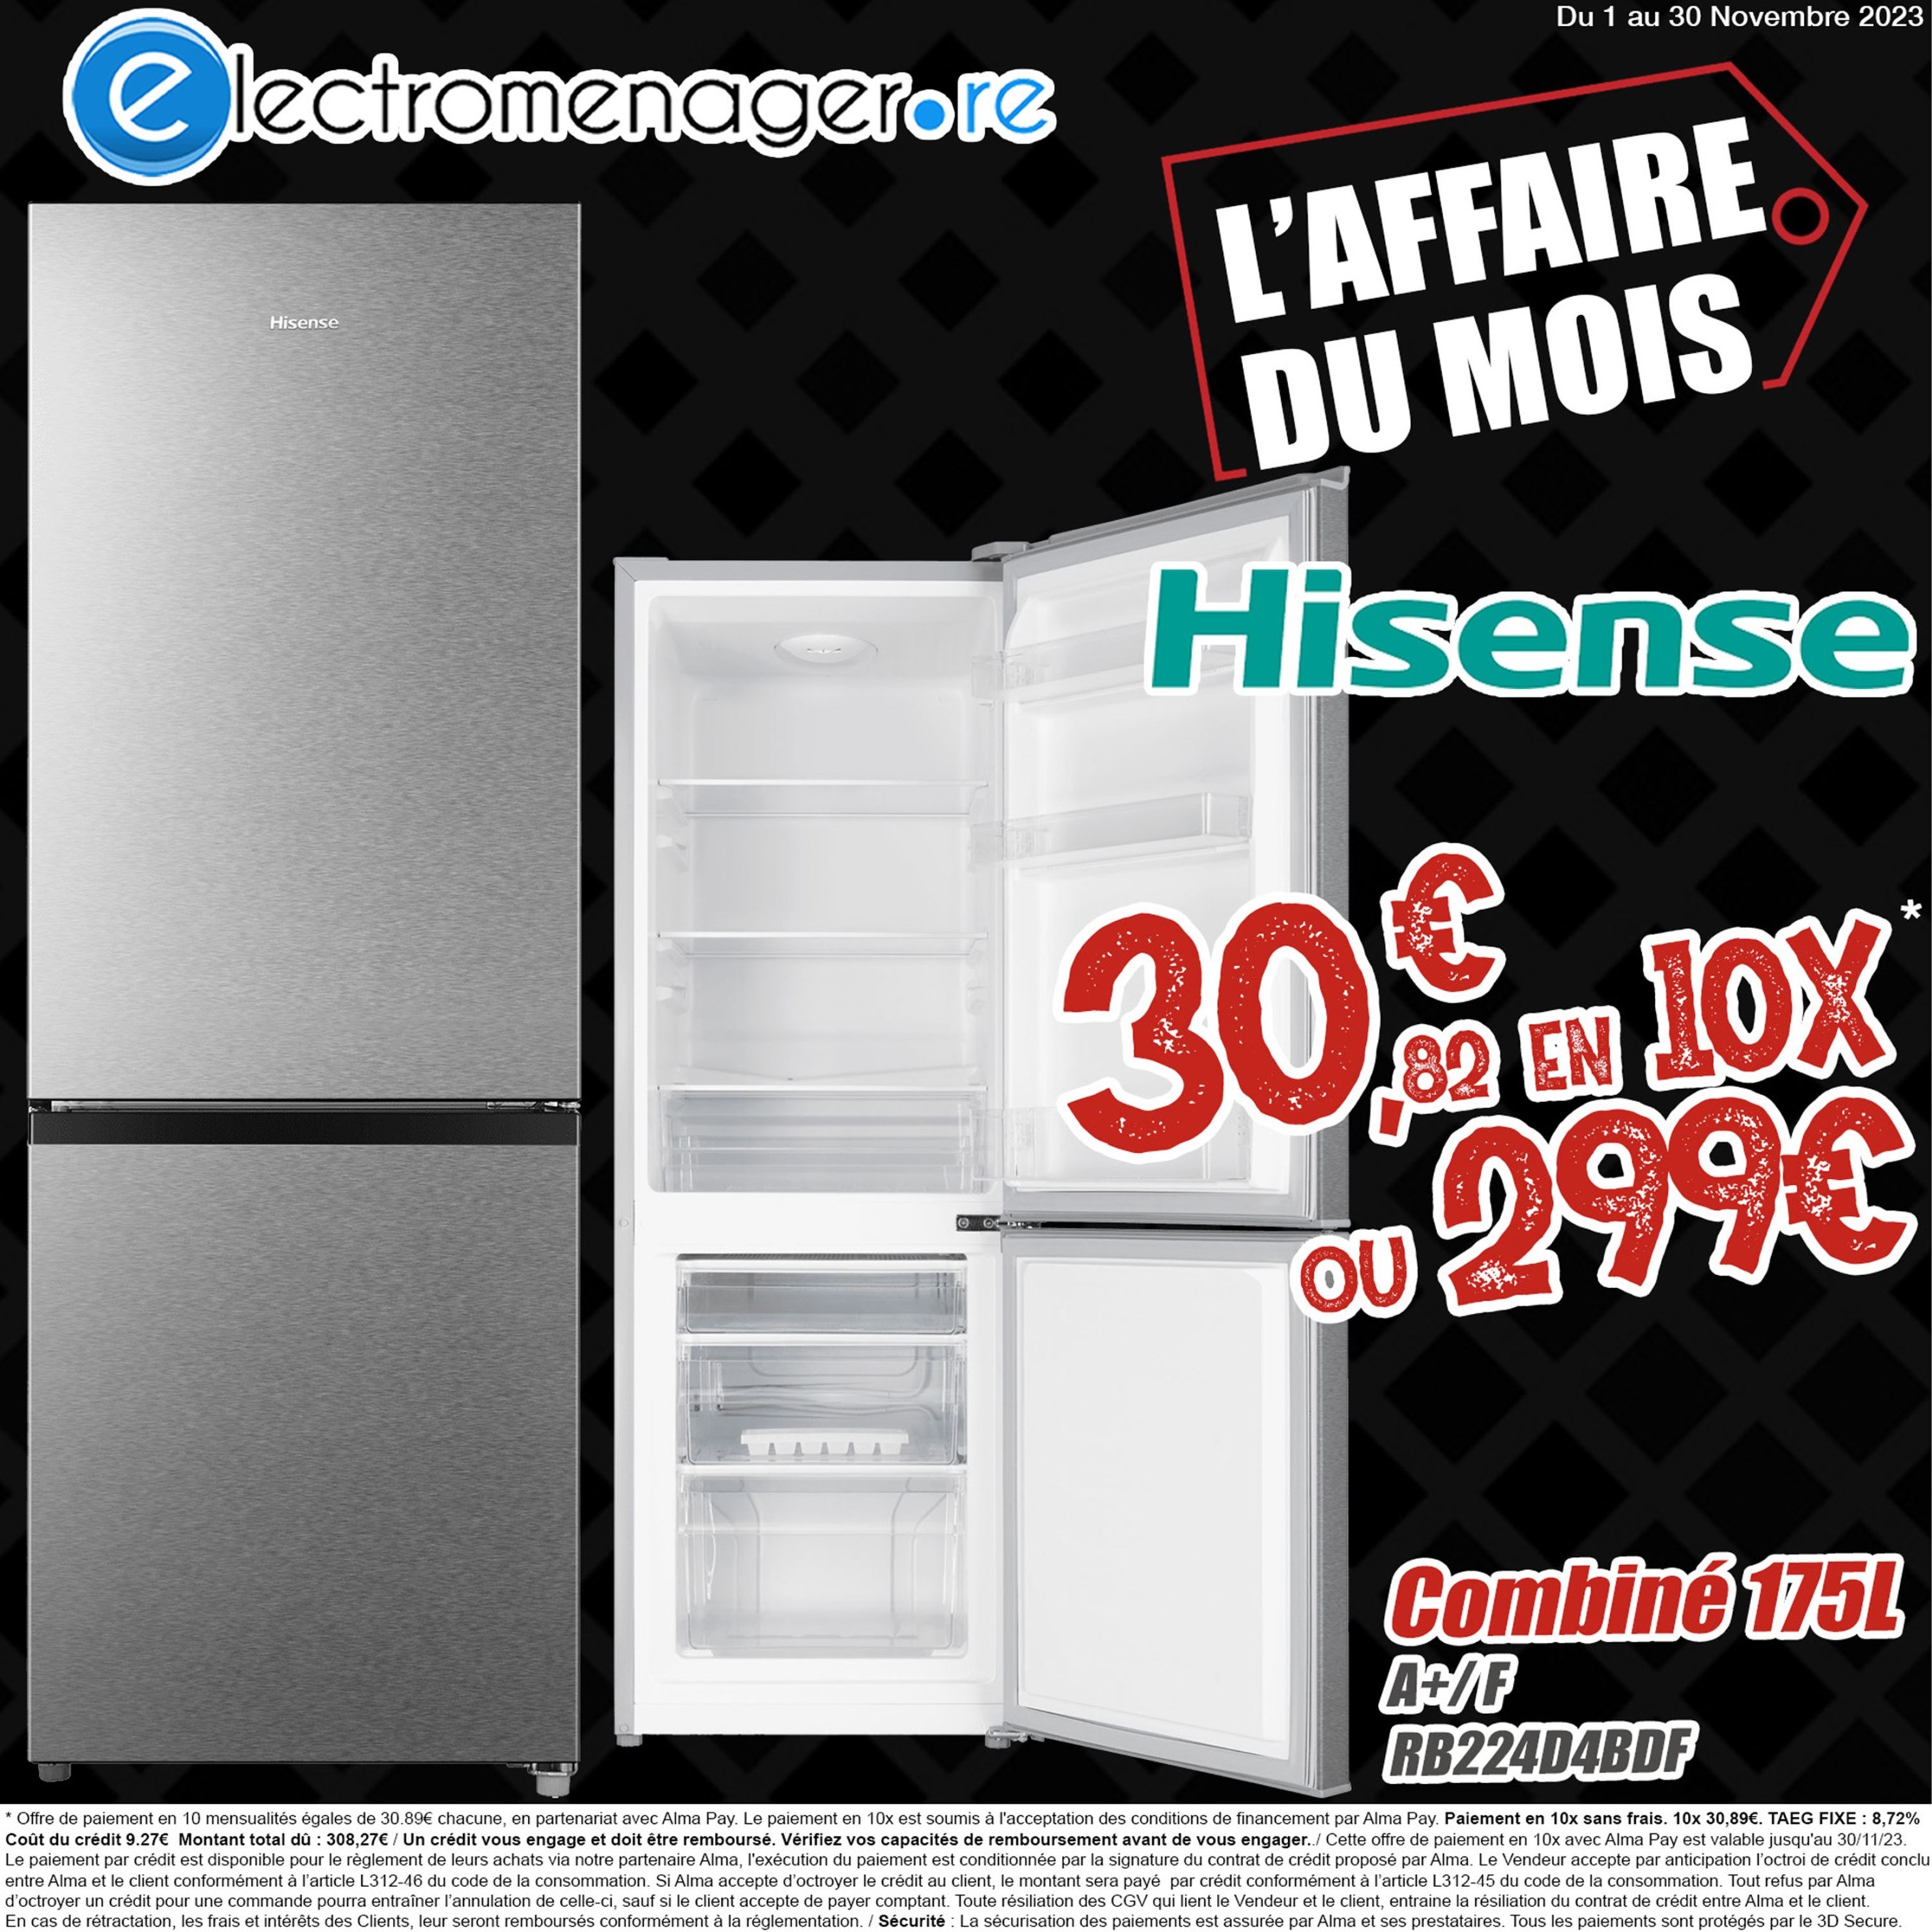 Du 1 au 30 Novembre 2023
electromenager.re
L'AFFAIRE
DU MOIS
Hisense
Hisense
30€,82 EN 10X*
OU 299€
Combiné 175L
A+/F
RB224D4BDF
* Offre de paiement en 10 mensualités égales de 30.89€ chacune, en partenariat avec Alma Pay. Le paiement en 10x est soumis à l'acceptation des conditions de financement par Alma Pay. Paiement en 10x sans frais. 10x 30,89€. TAEG FIXE : 8,72%
Coût du crédit 9.27€ Montant total dû : 308,27€ / Un crédit vous engage et doit être remboursé. Vérifiez vos capacités de remboursement avant de vous engager../ Cette offre de paiement en 10x avec Alma Pay est valable jusqu'au 30/11/23.
Le paiement par crédit est disponible pour le règlement de leurs achats via notre partenaire Alma, l'exécution du paiement est conditionnée par la signature du contrat de crédit proposé par Alma. Le Vendeur accepte par anticipation l'octroi de crédit conclu
entre Alma et le client conformément à l'article L312-46 du code de la consommation. Si Alma accepte d'octroyer le crédit au client, le montant sera payé par crédit conformément à l'article L312-45 du code de la consommation. Tout refus par Alma
d'octroyer un crédit pour une commande pourra entraîner l'annulation de celle-ci, sauf si le client accepte de payer comptant. Toute résiliation des CGV qui lient le Vendeur et le client, entraine la résiliation du contrat de crédit entre Alma et le client.
En cas de rétractation, les frais et intérêts des Clients, leur seront remboursés conformément à la réglementation. / Sécurité : La sécurisation des paiements est assurée par Alma et ses prestataires. Tous les paiements sont protégés par le 3D Secure.